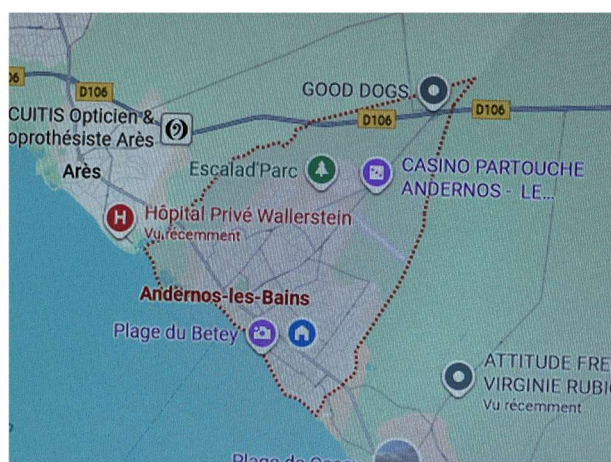 06
D106
GOOD DOGS
D106
D106
CUITIS Opticien &
oprothésiste Arès
Escalad'Parc
CASINO PARTOUCHE
ANDERNOS - LE...
Arès
H
Hôpital Privé Wallerstein
Vu récemment
Andernos-les-Bains
Plage du Betey
ATTITUDE FRE
VIRGINIE RUBI
Vu récemment